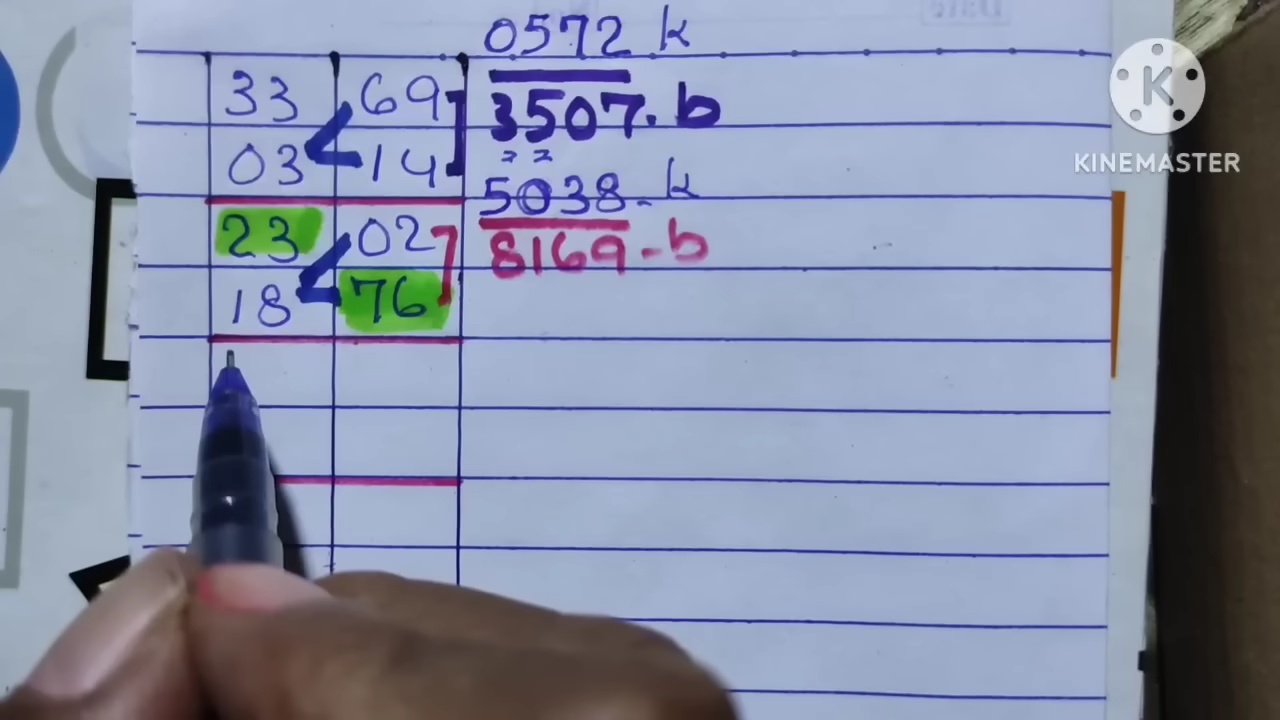 0572 k
33 69
3507. b
03 14
5038- k
23 02
8169-b
18 76
K
KINEMASTER